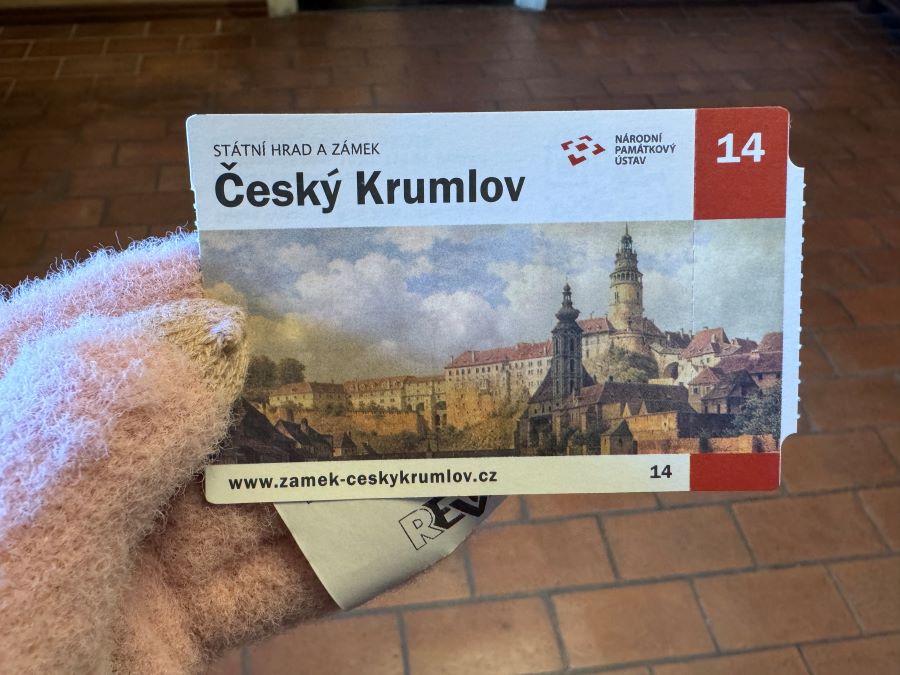 STÁTNÍ HRAD A ZÁMEK
Český Krumlov
NÁRODNÍ
PAMÁTKOVÝ
ÚSTAV
14
www.zamek-ceskykrumlov.cz
14